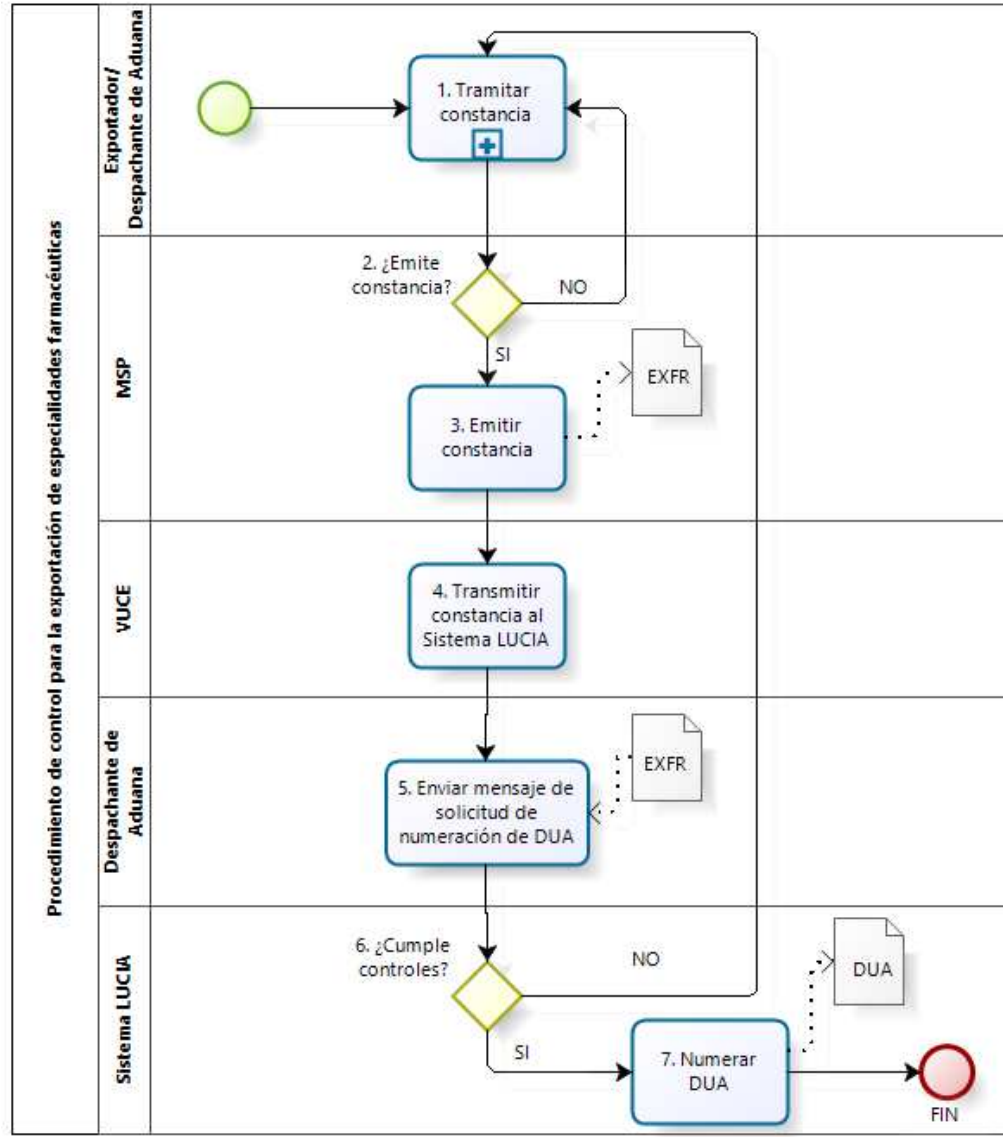 Procedimiento de control para la exportación de especialidades farmacéuticas
Exportador/
Despachante de Aduana
1. Tramitar
constancia
MSP
2. ¿Emite
constancia?
NO
SI
EXFR
3. Emitir
constancia
VUCE
4. Transmitir
constancia al
Sistema LUCIA
Despachante de
Aduana
EXFR
5. Enviar mensaje de
solicitud de
numeración de DUA
Sistema LUCIA
6. ¿Cumple
controles?
NO
DUA
SI
7. Numerar
DUA
FIN